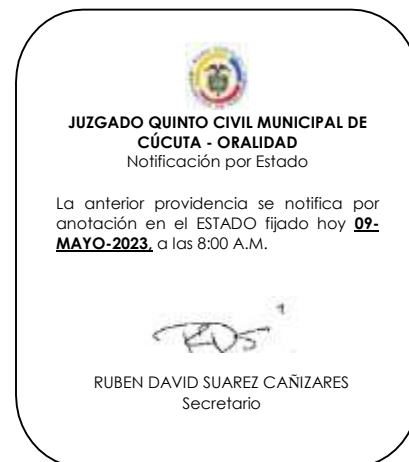 JUZGADO QUINTO CIVIL MUNICIPAL DE
CÚCUTA - ORALIDAD
Notificación por Estado
La anterior providencia se notifica por
anotación en el ESTADO fijado hoy 09-
MAYO-2023, a las 8:00 A.M.
RDS
RUBEN DAVID SUAREZ CAÑIZARES
Secretario